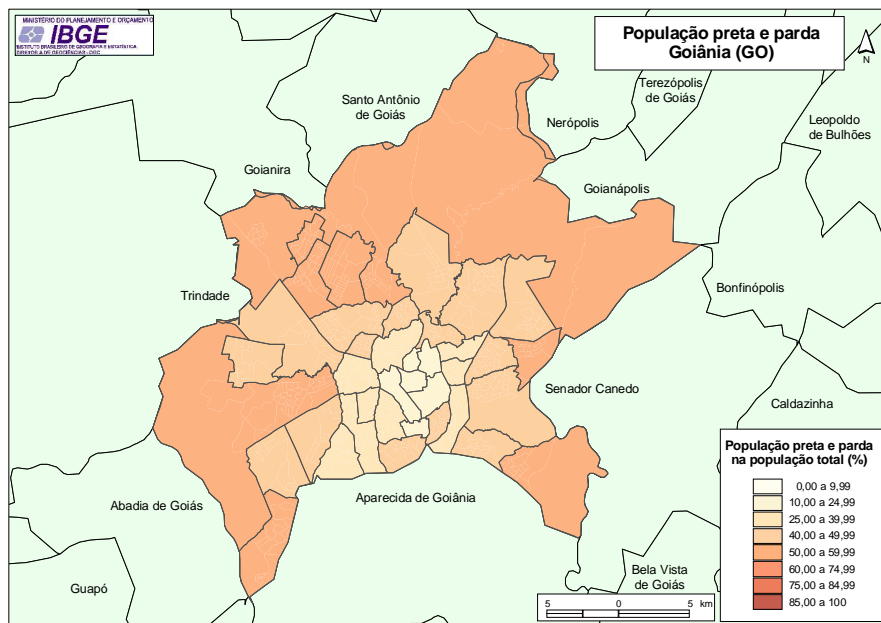 MINISTÉRIO DO PLANEJAMENTO E ORÇAMENTO
IBGE
INSTITUTO BRASILEIRO DE GEOGRAFIA E ESTATÍSTICA
DIRETORIA DE GEOCIÊNCIAS - DGC
População preta e parda
Goiânia (GO)
N
Santo Antônio
de Goiás
Terezópolis
de Goiás
Nerópolis
Leopoldo
de Bulhões
Goianira
Goianápolis
Trindade
Bonfinópolis
Senador Canedo
Caldazinha
Abadia de Goiás
Aparecida de Goiânia
Guapó
Bela Vista
de Goiás
População preta e parda
na população total (%)
0,00 a 9,99
10,00 a 24,99
25,00 a 39,99
40,00 a 49,99
50,00 a 59,99
60,00 a 74,99
75,00 a 84,99
85,00 a 100
5 0 5 km